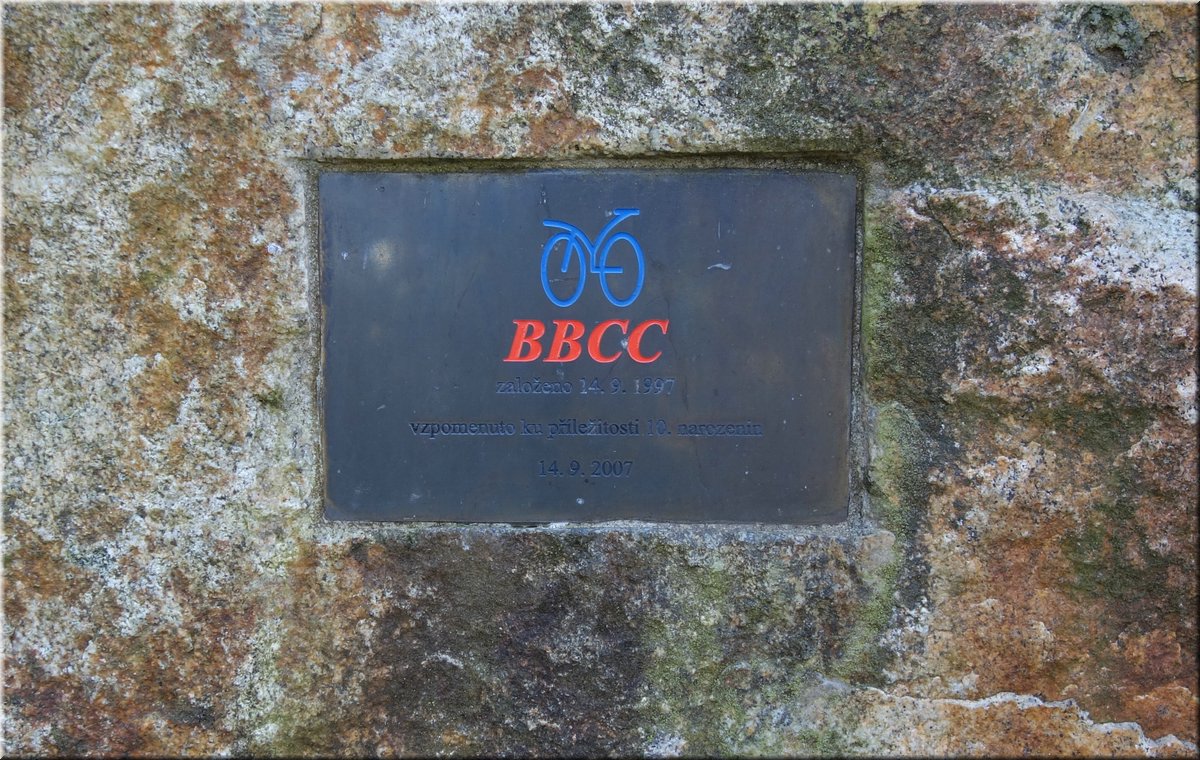 BBCC
založeno 14. 9. 1997
vzpomenuto ku příležitosti 10. narozenin
14. 9. 2007